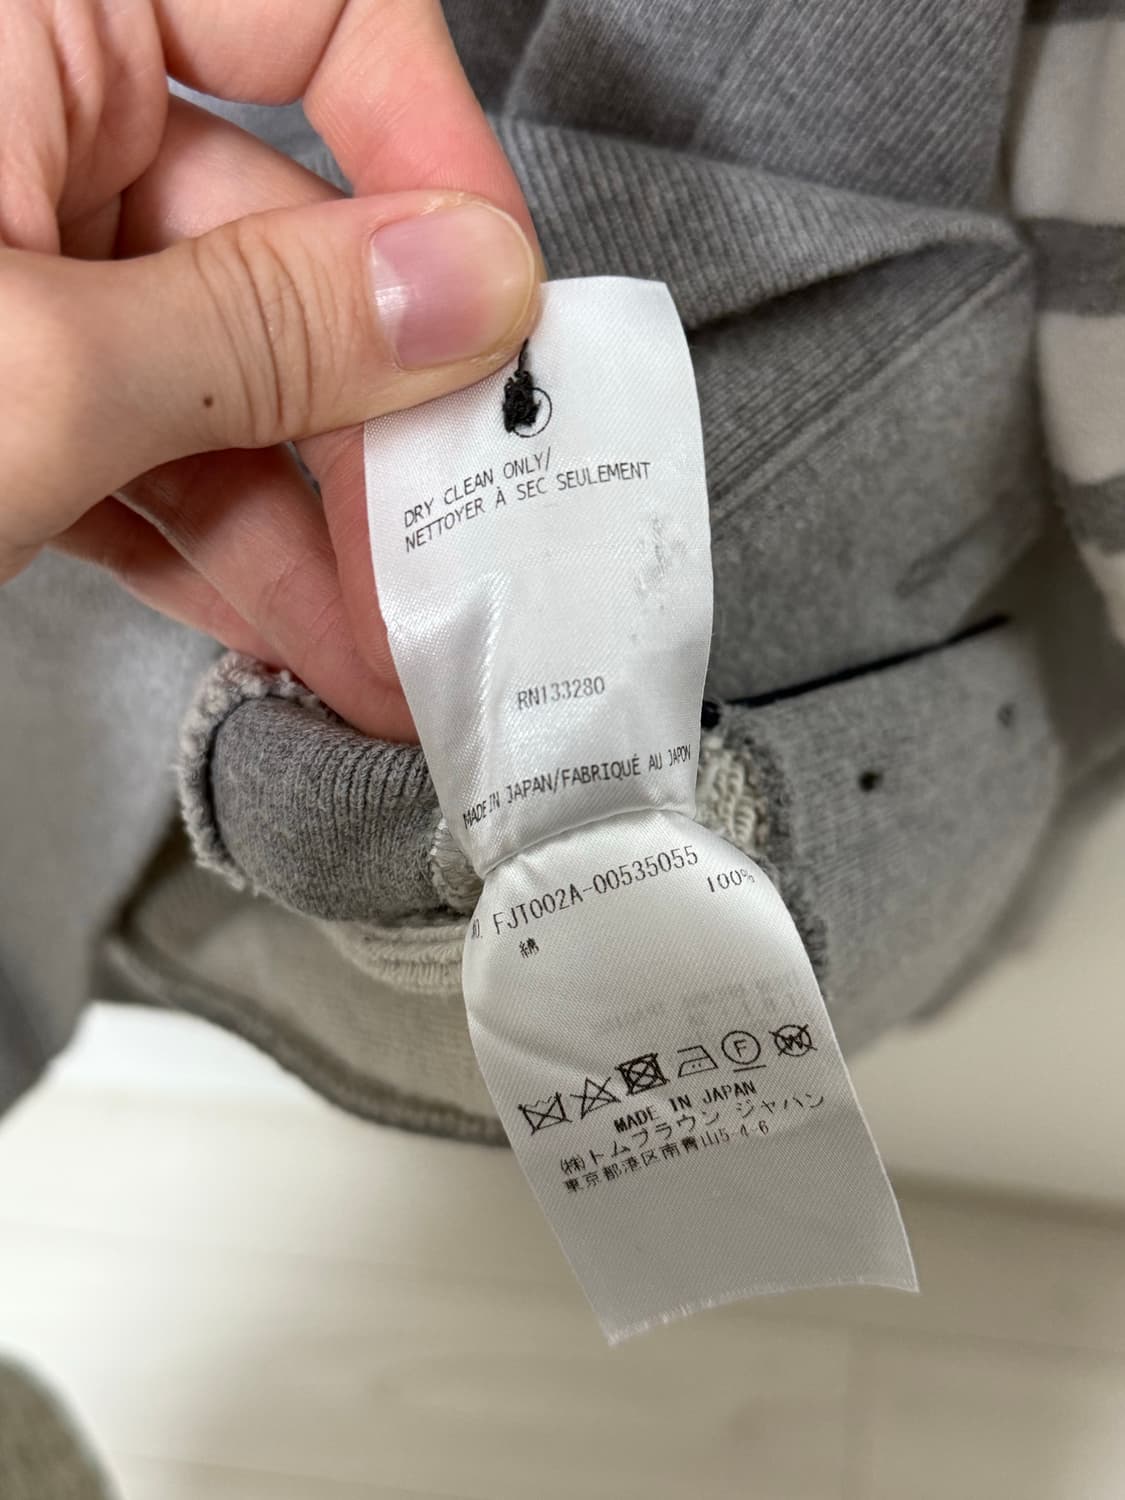 DRY CLEAN ONLY/
NETTOYER À SEC SEULEMENT
RN133280
MADE IN JAPAN/FABRIQUÉ AU JAPON
NO. FJT002A-00535055
綿 100%
F W
MADE IN JAPAN
(株)トムブラウン ジャパン
東京都港区南青山5-4-6